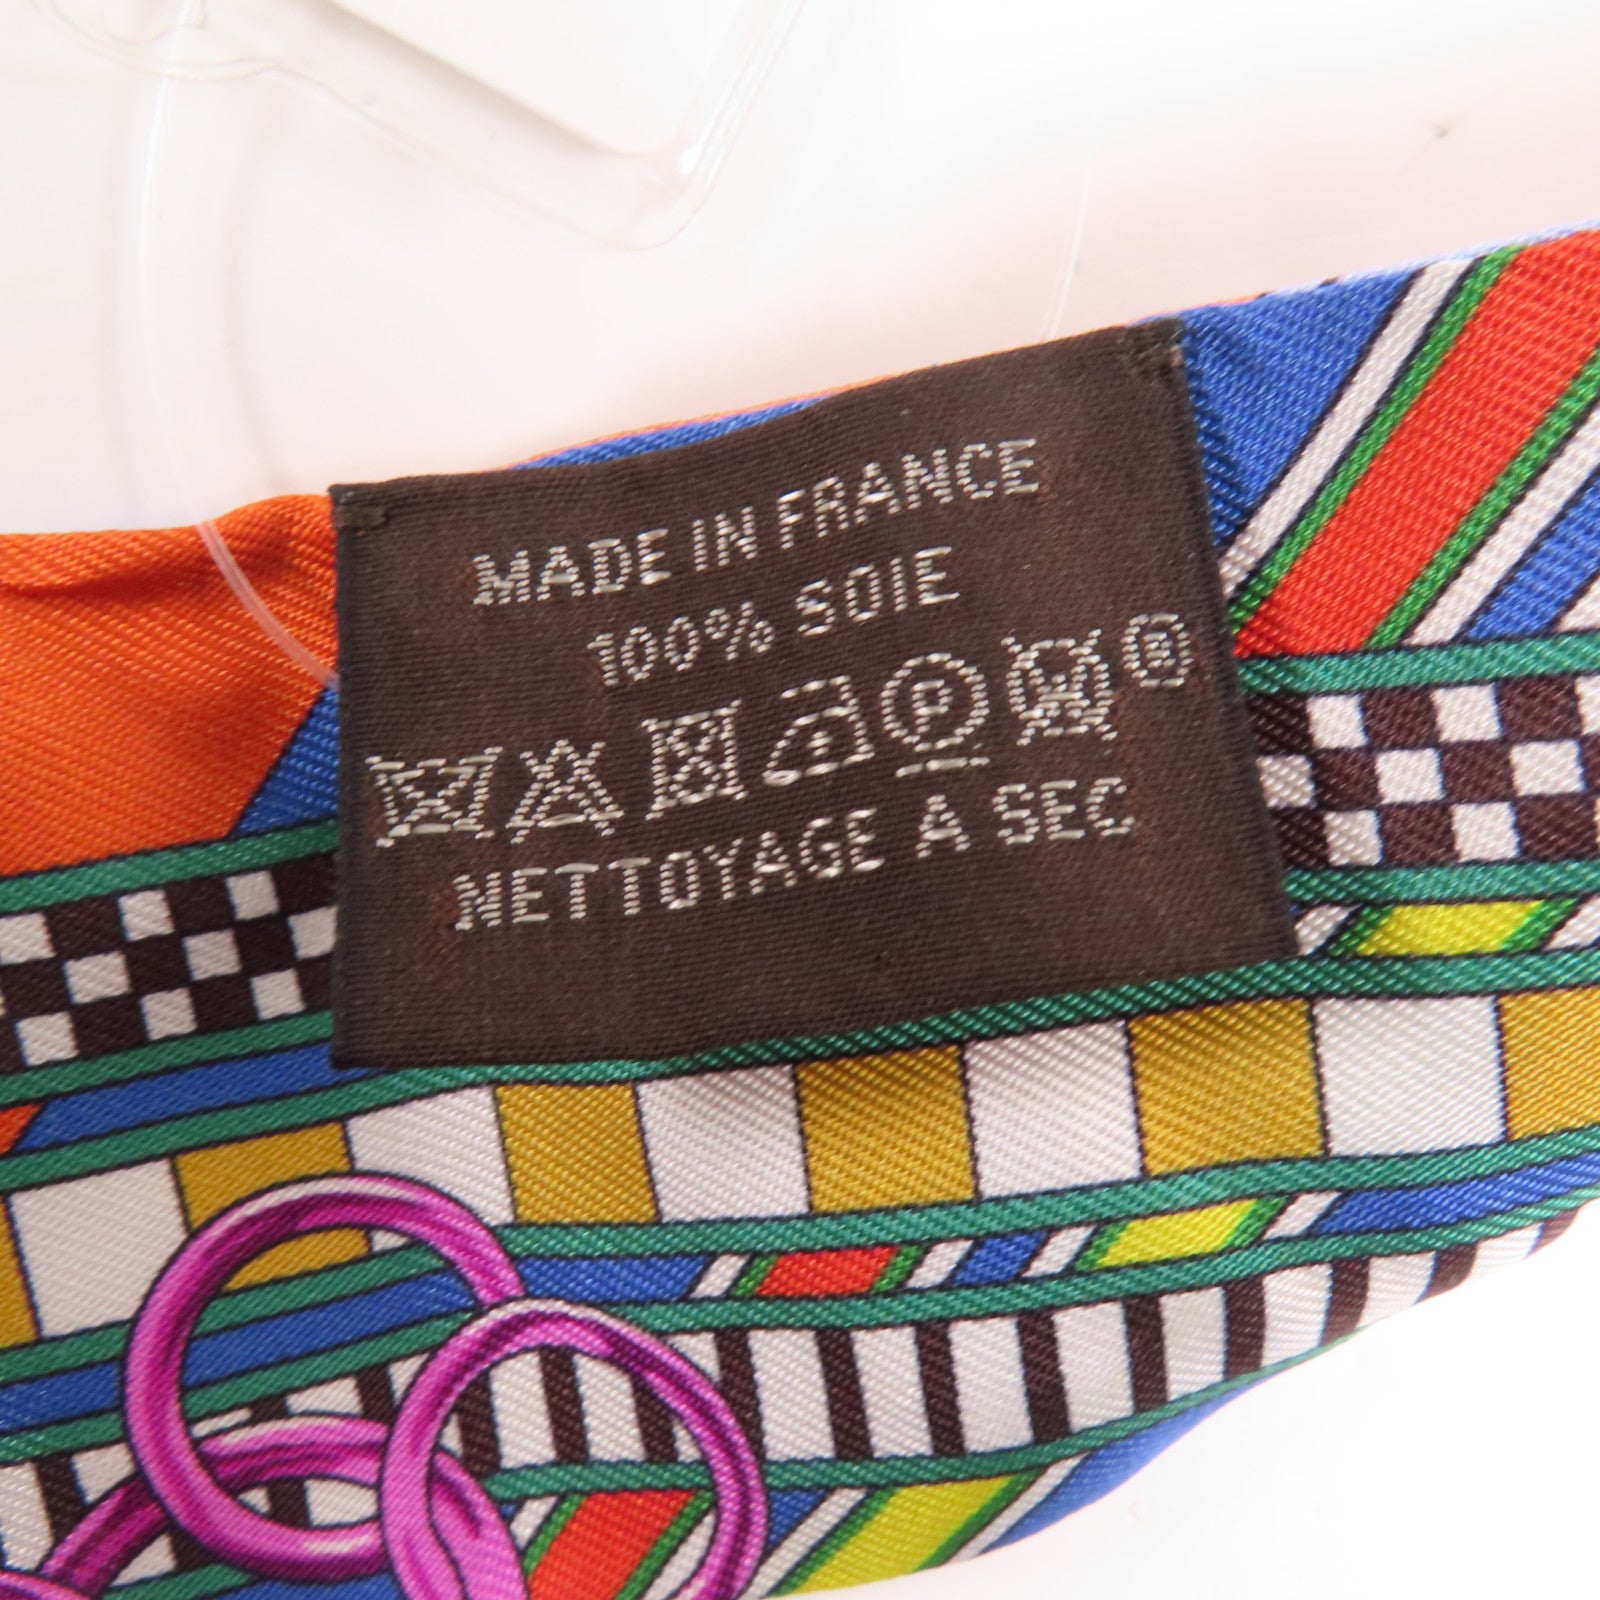 MADE IN FRANCE
100% SOIE
P ®
NETTOYAGE A SEC